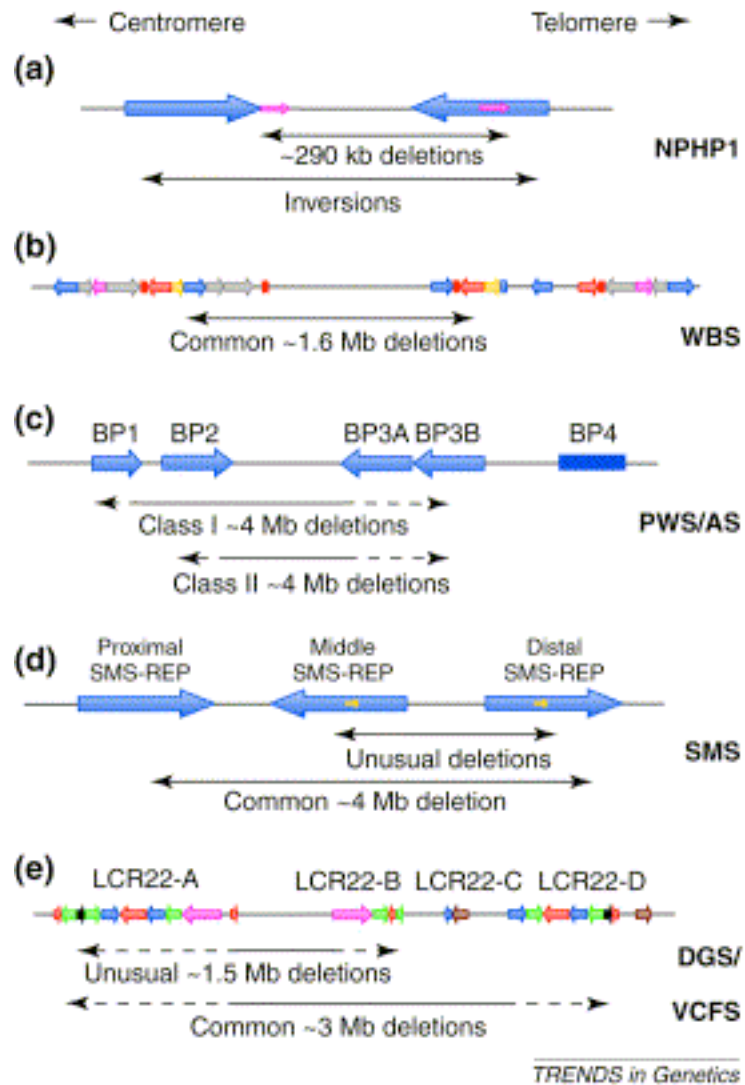 Centromere Telomere
(a)
~290 kb deletions
NPHP1
Inversions
(b)
Common ~1.6 Mb deletions
WBS
(c)
BP1 BP2 BP3A BP3B BP4
Class I ~4 Mb deletions
PWS/AS
Class II ~4 Mb deletions
(d)
Proximal Middle Distal
SMS-REP SMS-REP SMS-REP
Unusual deletions
SMS
Common ~4 Mb deletion
(e)
LCR22-A LCR22-B LCR22-C LCR22-D
DGS/
Unusual ~1.5 Mb deletions
VCFS
Common ~3 Mb deletions
TRENDS in Genetics